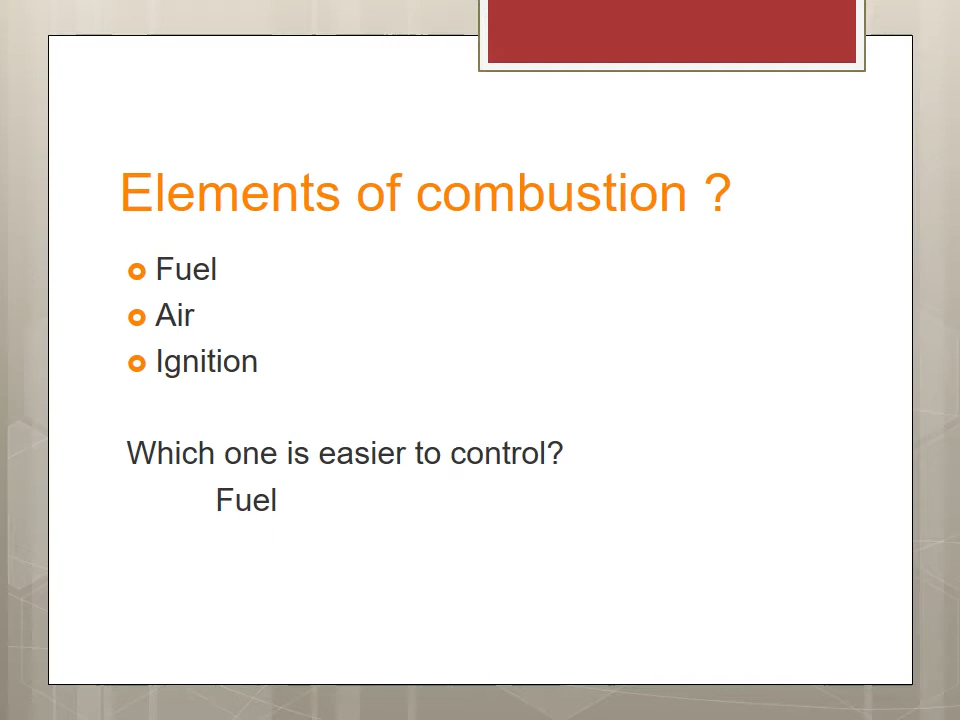 Elements of combustion ?
Fuel
Air
Ignition
Which one is easier to control?
Fuel